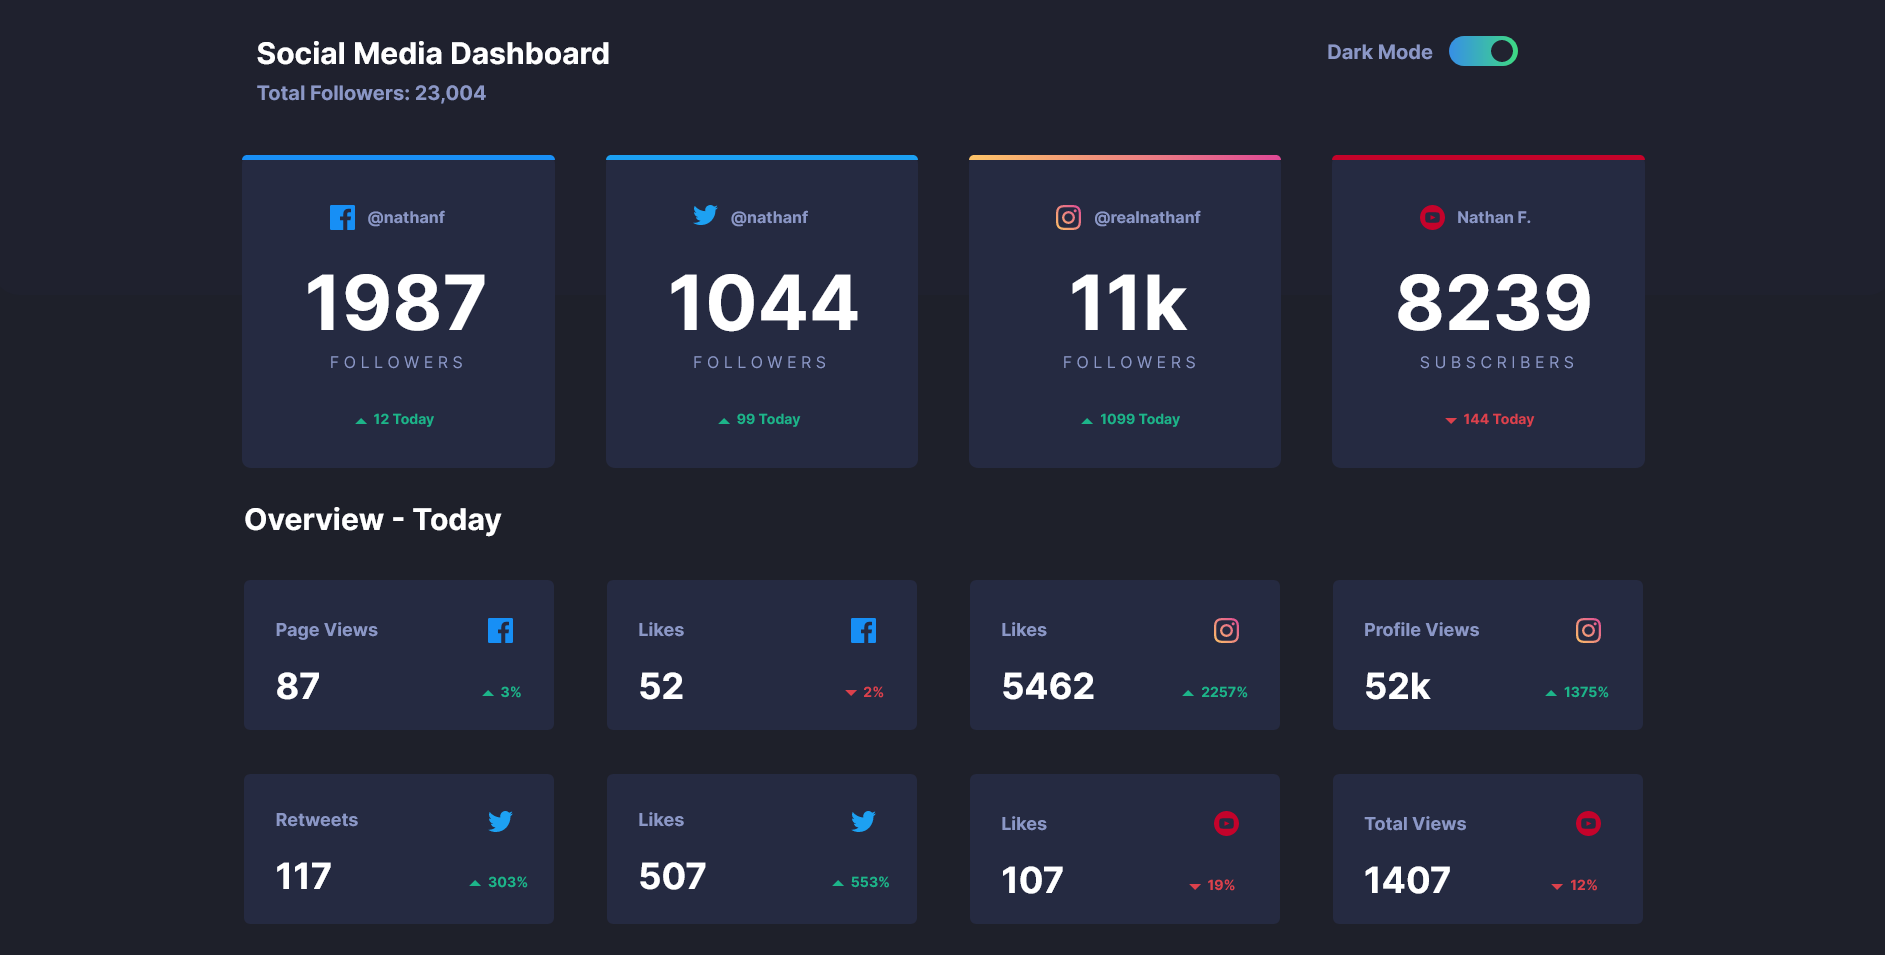 Social Media Dashboard
Dark Mode
Total Followers: 23,004
@nathanf
1987
FOLLOWERS
12 Today
@nathanf
1044
FOLLOWERS
99 Today
@realnathanf
11k
FOLLOWERS
1099 Today
Nathan F.
8239
SUBSCRIBERS
144 Today
Overview - Today
Page Views
87
3%
Likes
52
2%
Likes
5462
2257%
Profile Views
52k
1375%
Retweets
117
303%
Likes
507
553%
Likes
107
19%
Total Views
1407
12%